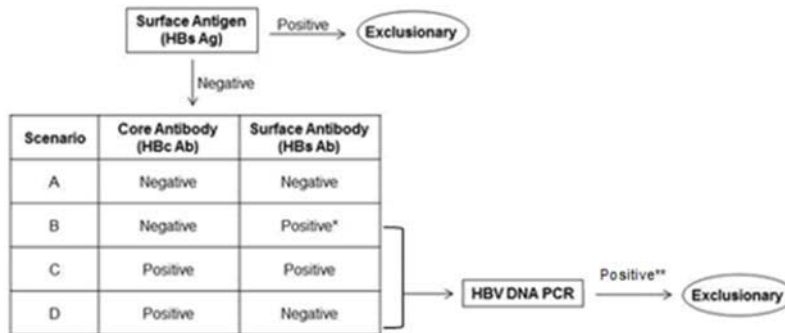 Surface Antigen
(HBs Ag)
Positive
Exclusionary
Negative
Scenario
Core Antibody
(HBc Ab)
Surface Antibody
(HBs Ab)
A
Negative
Negative
B
Negative
Positive*
C
Positive
Positive
D
Positive
Negative
HBV DNA PCR
Positive**
Exclusionary